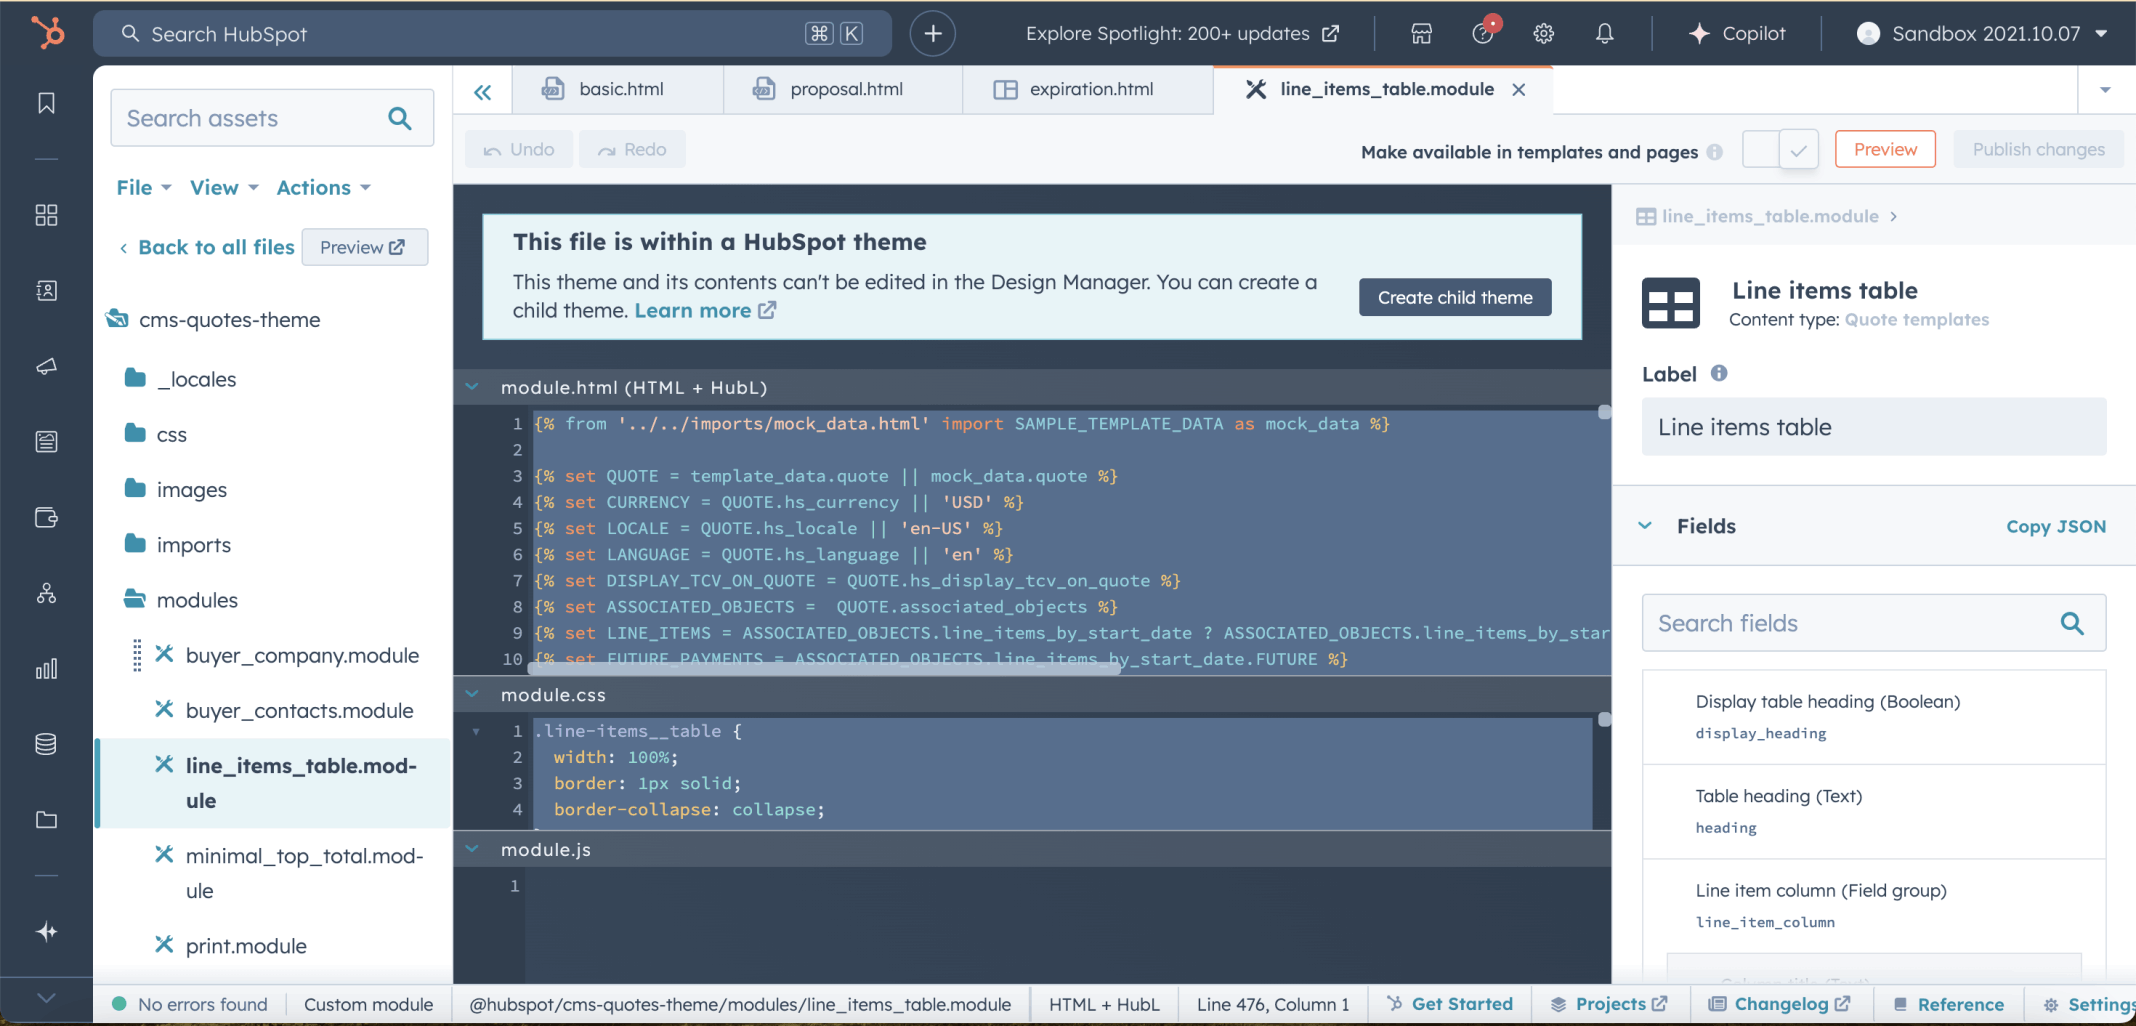 Search HubSpot
⌘ K
Explore Spotlight: 200+ updates
Copilot
Sandbox 2021.10.07
Search assets
File
View
Actions
Back to all files
Preview
cms-quotes-theme
_locales
css
images
imports
modules
buyer_company.module
buyer_contacts.module
line_items_table.mod-
ule
minimal_top_total.mod-
ule
print.module
basic.html
proposal.html
expiration.html
line_items_table.module
Undo
Redo
Make available in templates and pages
Preview
Publish changes
This file is within a HubSpot theme
This theme and its contents can't be edited in the Design Manager. You can create a
child theme. Learn more
Create child theme
module.html (HTML + HubL)
1 {% from '../../imports/mock_data.html' import SAMPLE_TEMPLATE_DATA as mock_data %}
2
3 {% set QUOTE = template_data.quote || mock_data.quote %}
4 {% set CURRENCY = QUOTE.hs_currency || 'USD' %}
5 {% set LOCALE = QUOTE.hs_locale || 'en-US' %}
6 {% set LANGUAGE = QUOTE.hs_language || 'en' %}
7 {% set DISPLAY_TCV_ON_QUOTE = QUOTE.hs_display_tcv_on_quote %}
8 {% set ASSOCIATED_OBJECTS =  QUOTE.associated_objects %}
9 {% set LINE_ITEMS = ASSOCIATED_OBJECTS.line_items_by_start_date ? ASSOCIATED_OBJECTS.line_items_by_star
10 {% set FUTURE_PAYMENTS = ASSOCIATED_OBJECTS.line_items_by_start_date.FUTURE %}
module.css
1 .line-items__table {
2 width: 100%;
3 border: 1px solid;
4 border-collapse: collapse;
module.js
1
line_items_table.module
Line items table
Content type: Quote templates
Label
Line items table
Fields
Copy JSON
Search fields
Display table heading (Boolean)
display_heading
Table heading (Text)
heading
Line item column (Field group)
line_item_column
Column title (Text)
No errors found
Custom module
@hubspot/cms-quotes-theme/modules/line_items_table.module
HTML + HubL
Line 476, Column 1
Get Started
Projects
Changelog
Reference
Settings